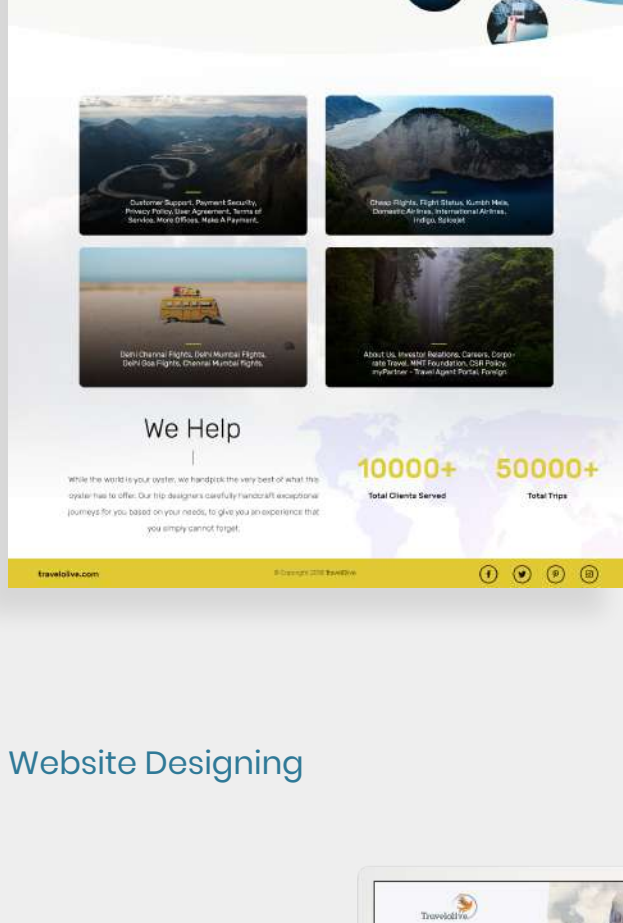 Customer Support, Payment Security,
Privacy Policy, User Agreement, Terms of
Service, More Offices, Make A Payment,
Cheap Flights, Flight Status, Kumbh Mela,
Domestic Airlines, International Airlines,
Indigo, Spicejet
Delhi Chennai Flights, Delhi Mumbai Flights,
Delhi Goa Flights, Chennai Mumbai flights.
About Us, Investor Relations, Careers, Corpo-
rate Travel, MMT Foundation, CSR Policy,
myPartner - Travel Agent Portal, Foreign
We Help
While the world is your oyster, we handpick the very best of what this
oyster has to offer. Our trip designers carefully handcraft exceptional
journeys for you based on your needs, to give you an experience that
you simply cannot forget.
10000+
Total Clients Served
50000+
Total Trips
travelolive.com
© Copyright 2018 TravelOlive
Website Designing
Travelolive